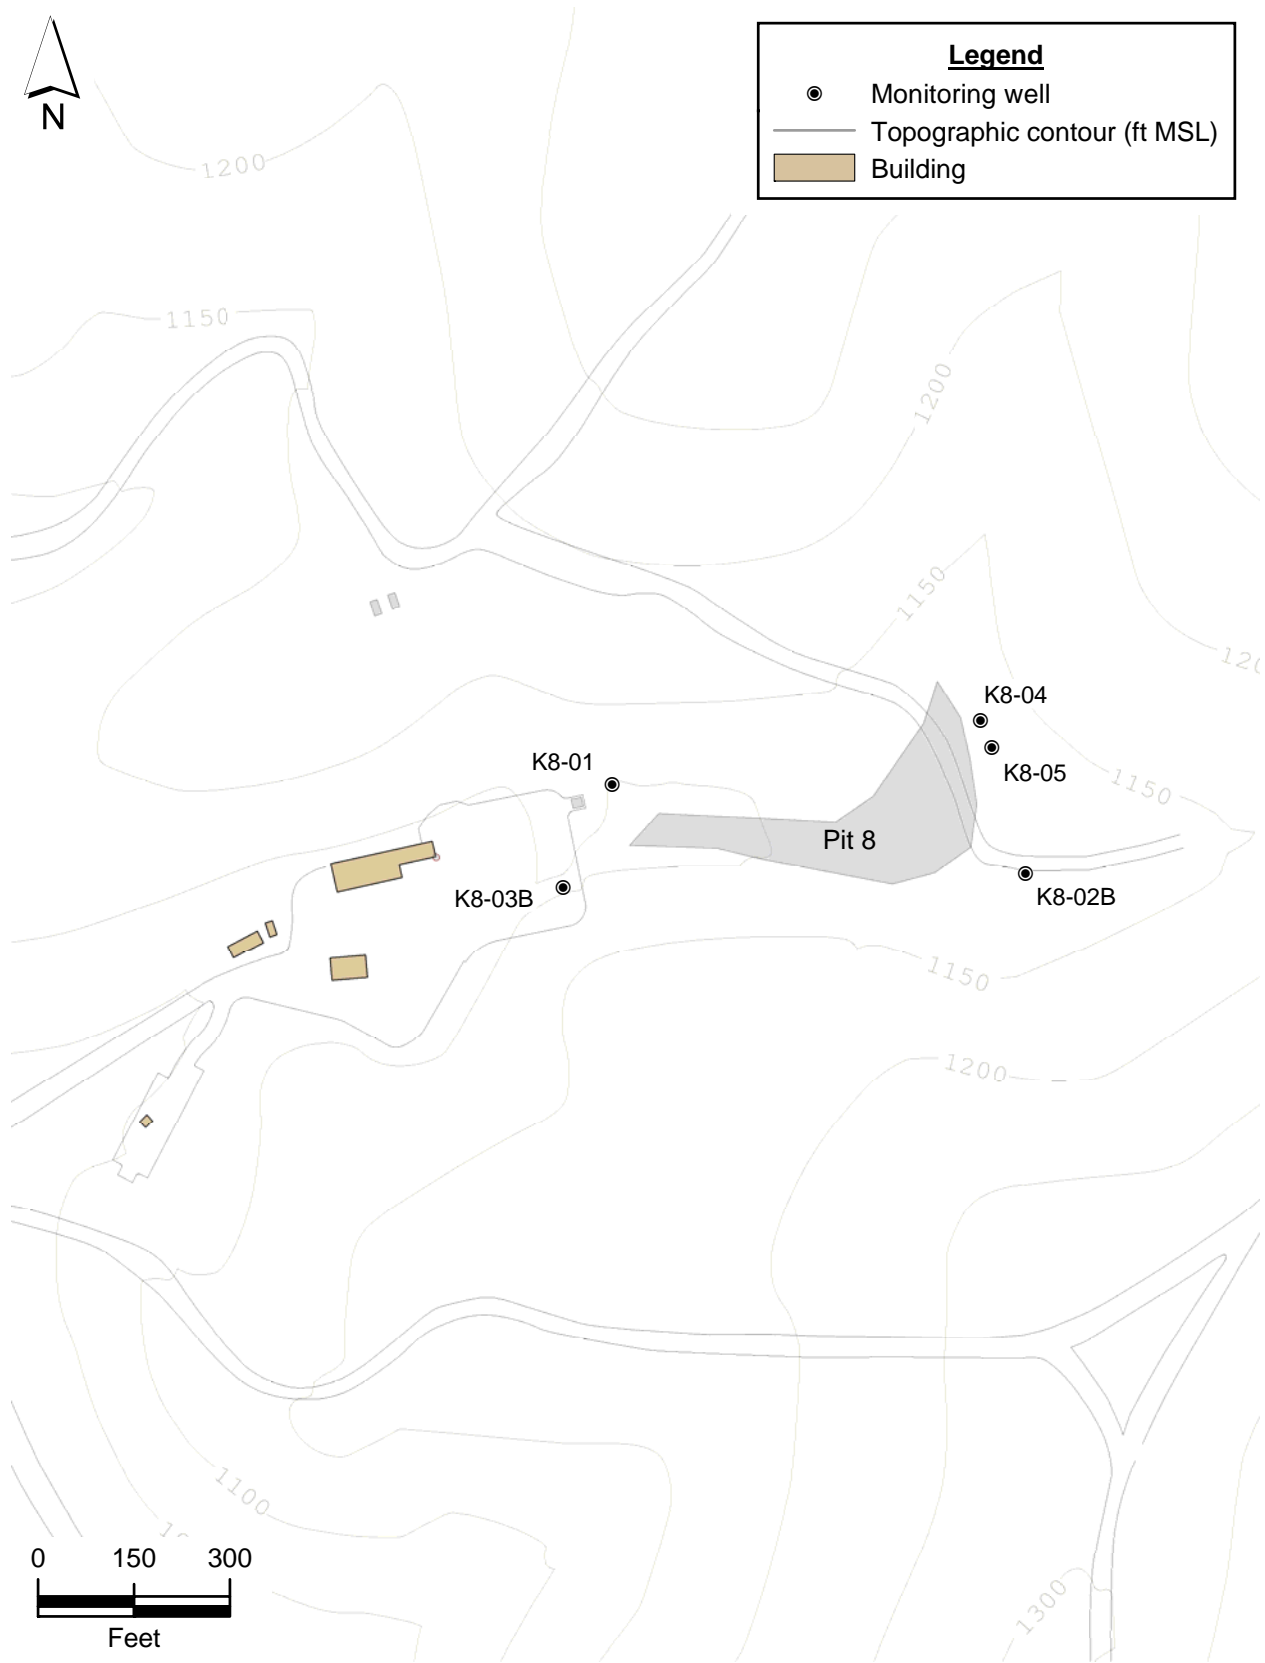 N
Legend
Monitoring well
Topographic contour (ft MSL)
Building
1200
1150
1200
1150
K8-04
K8-05
K8-01
1150
Pit 8
K8-03B
K8-02B
1150
1200
1100
1300
0 150 300
Feet